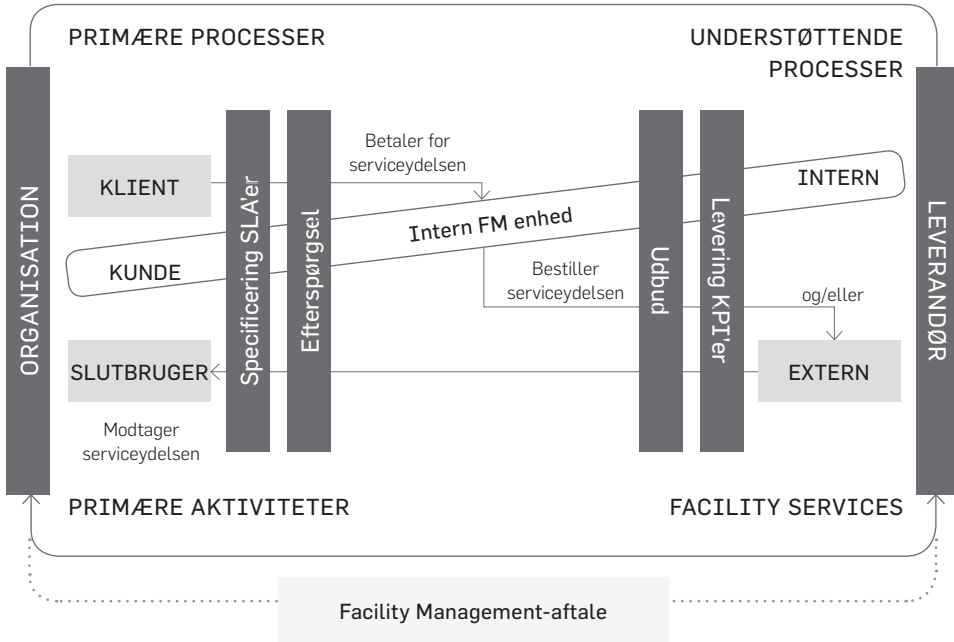 PRIMÆRE PROCESSER
UNDERSTØTTENDE
PROCESSER
ORGANISATION
LEVERANDØR
Betaler for
serviceydelsen
KLIENT
INTERN
Intern FM enhed
KUNDE
Specificering SLA'er
Efterspørgsel
Udbud
Levering KPI'er
Bestiller
serviceydelsen
og/eller
SLUTBRUGER
EXTERN
Modtager
serviceydelsen
PRIMÆRE AKTIVITETER
FACILITY SERVICES
Facility Management-aftale